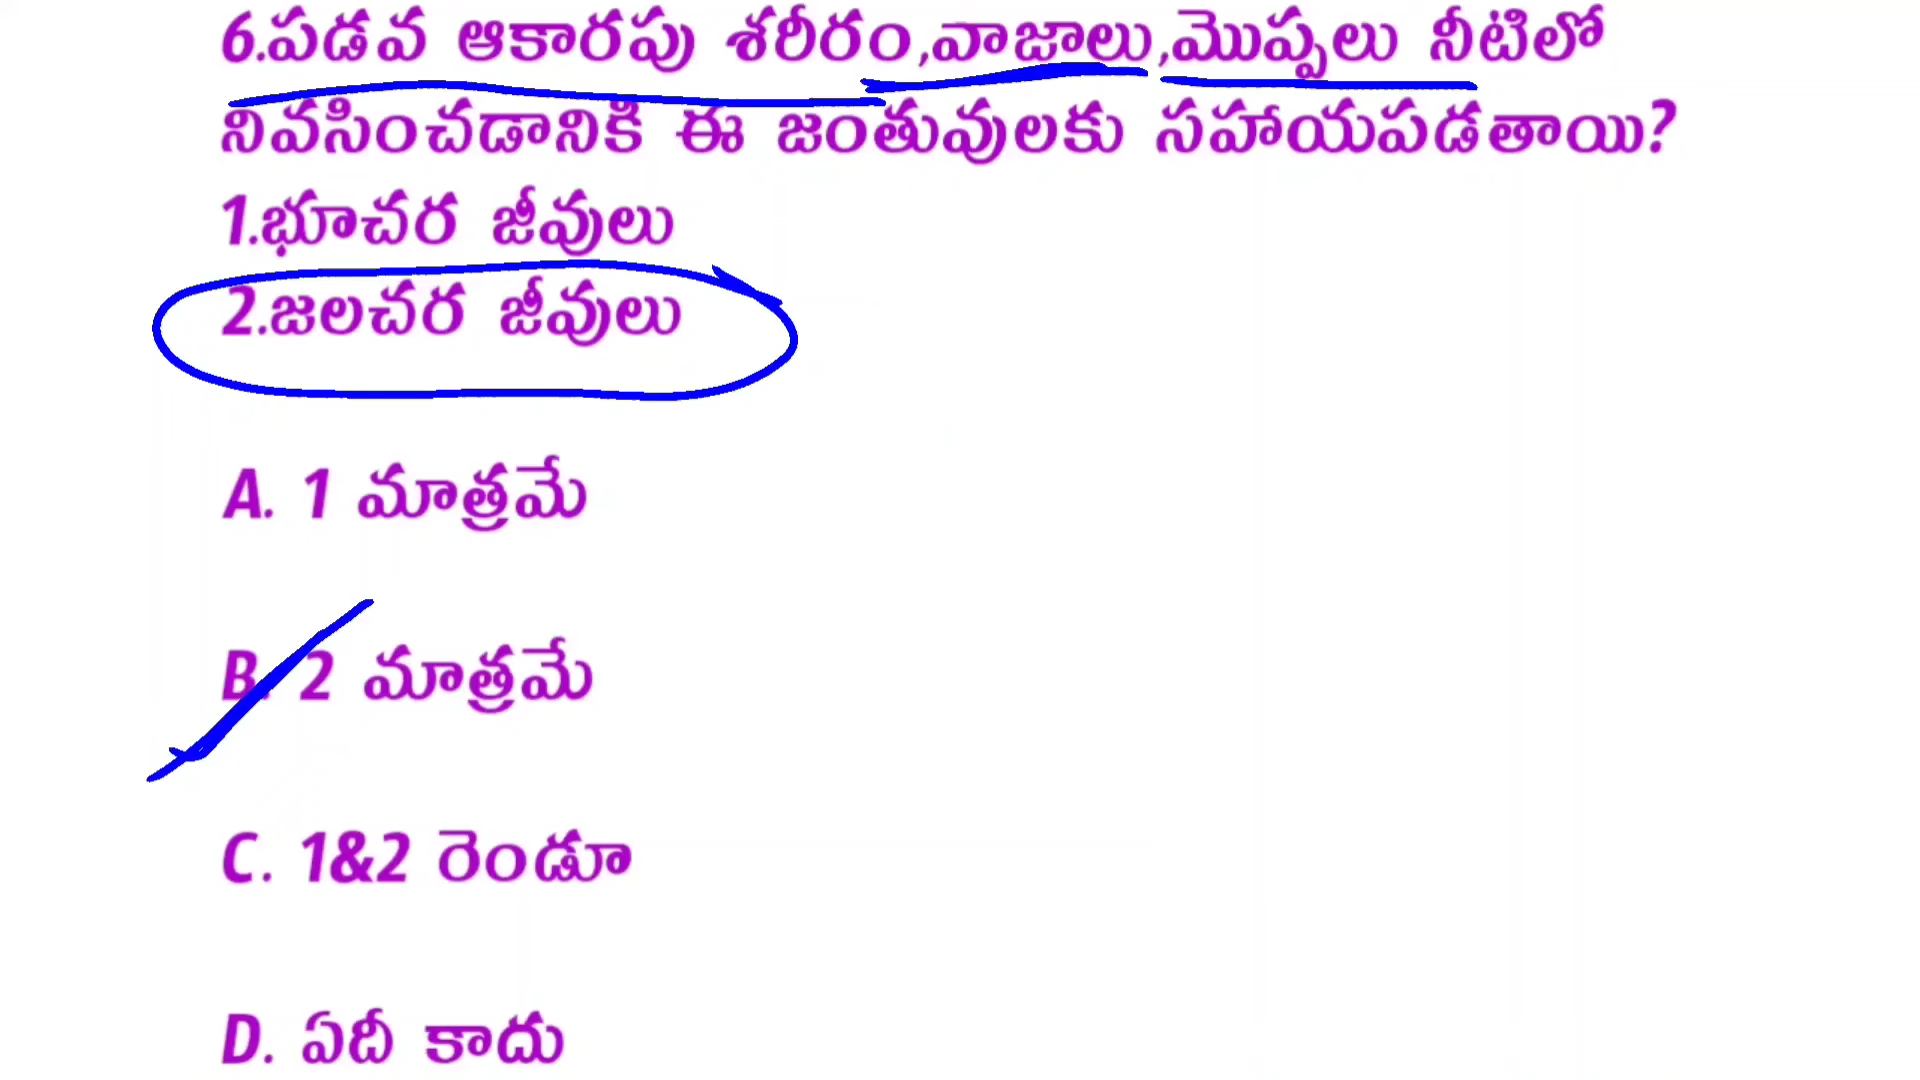 6.పడవ ఆకారపు శరీరం,వాజాలు,మొప్పలు నీటిలో
నివసించడానికి ఈ జంతువులకు సహాయపడతాయి?
1.భూచర జీవులు
2.జలచర జీవులు
A. 1 మాత్రమే
B. 2 మాత్రమే
C. 1&2 రెండూ
D. ఏదీ కాదు